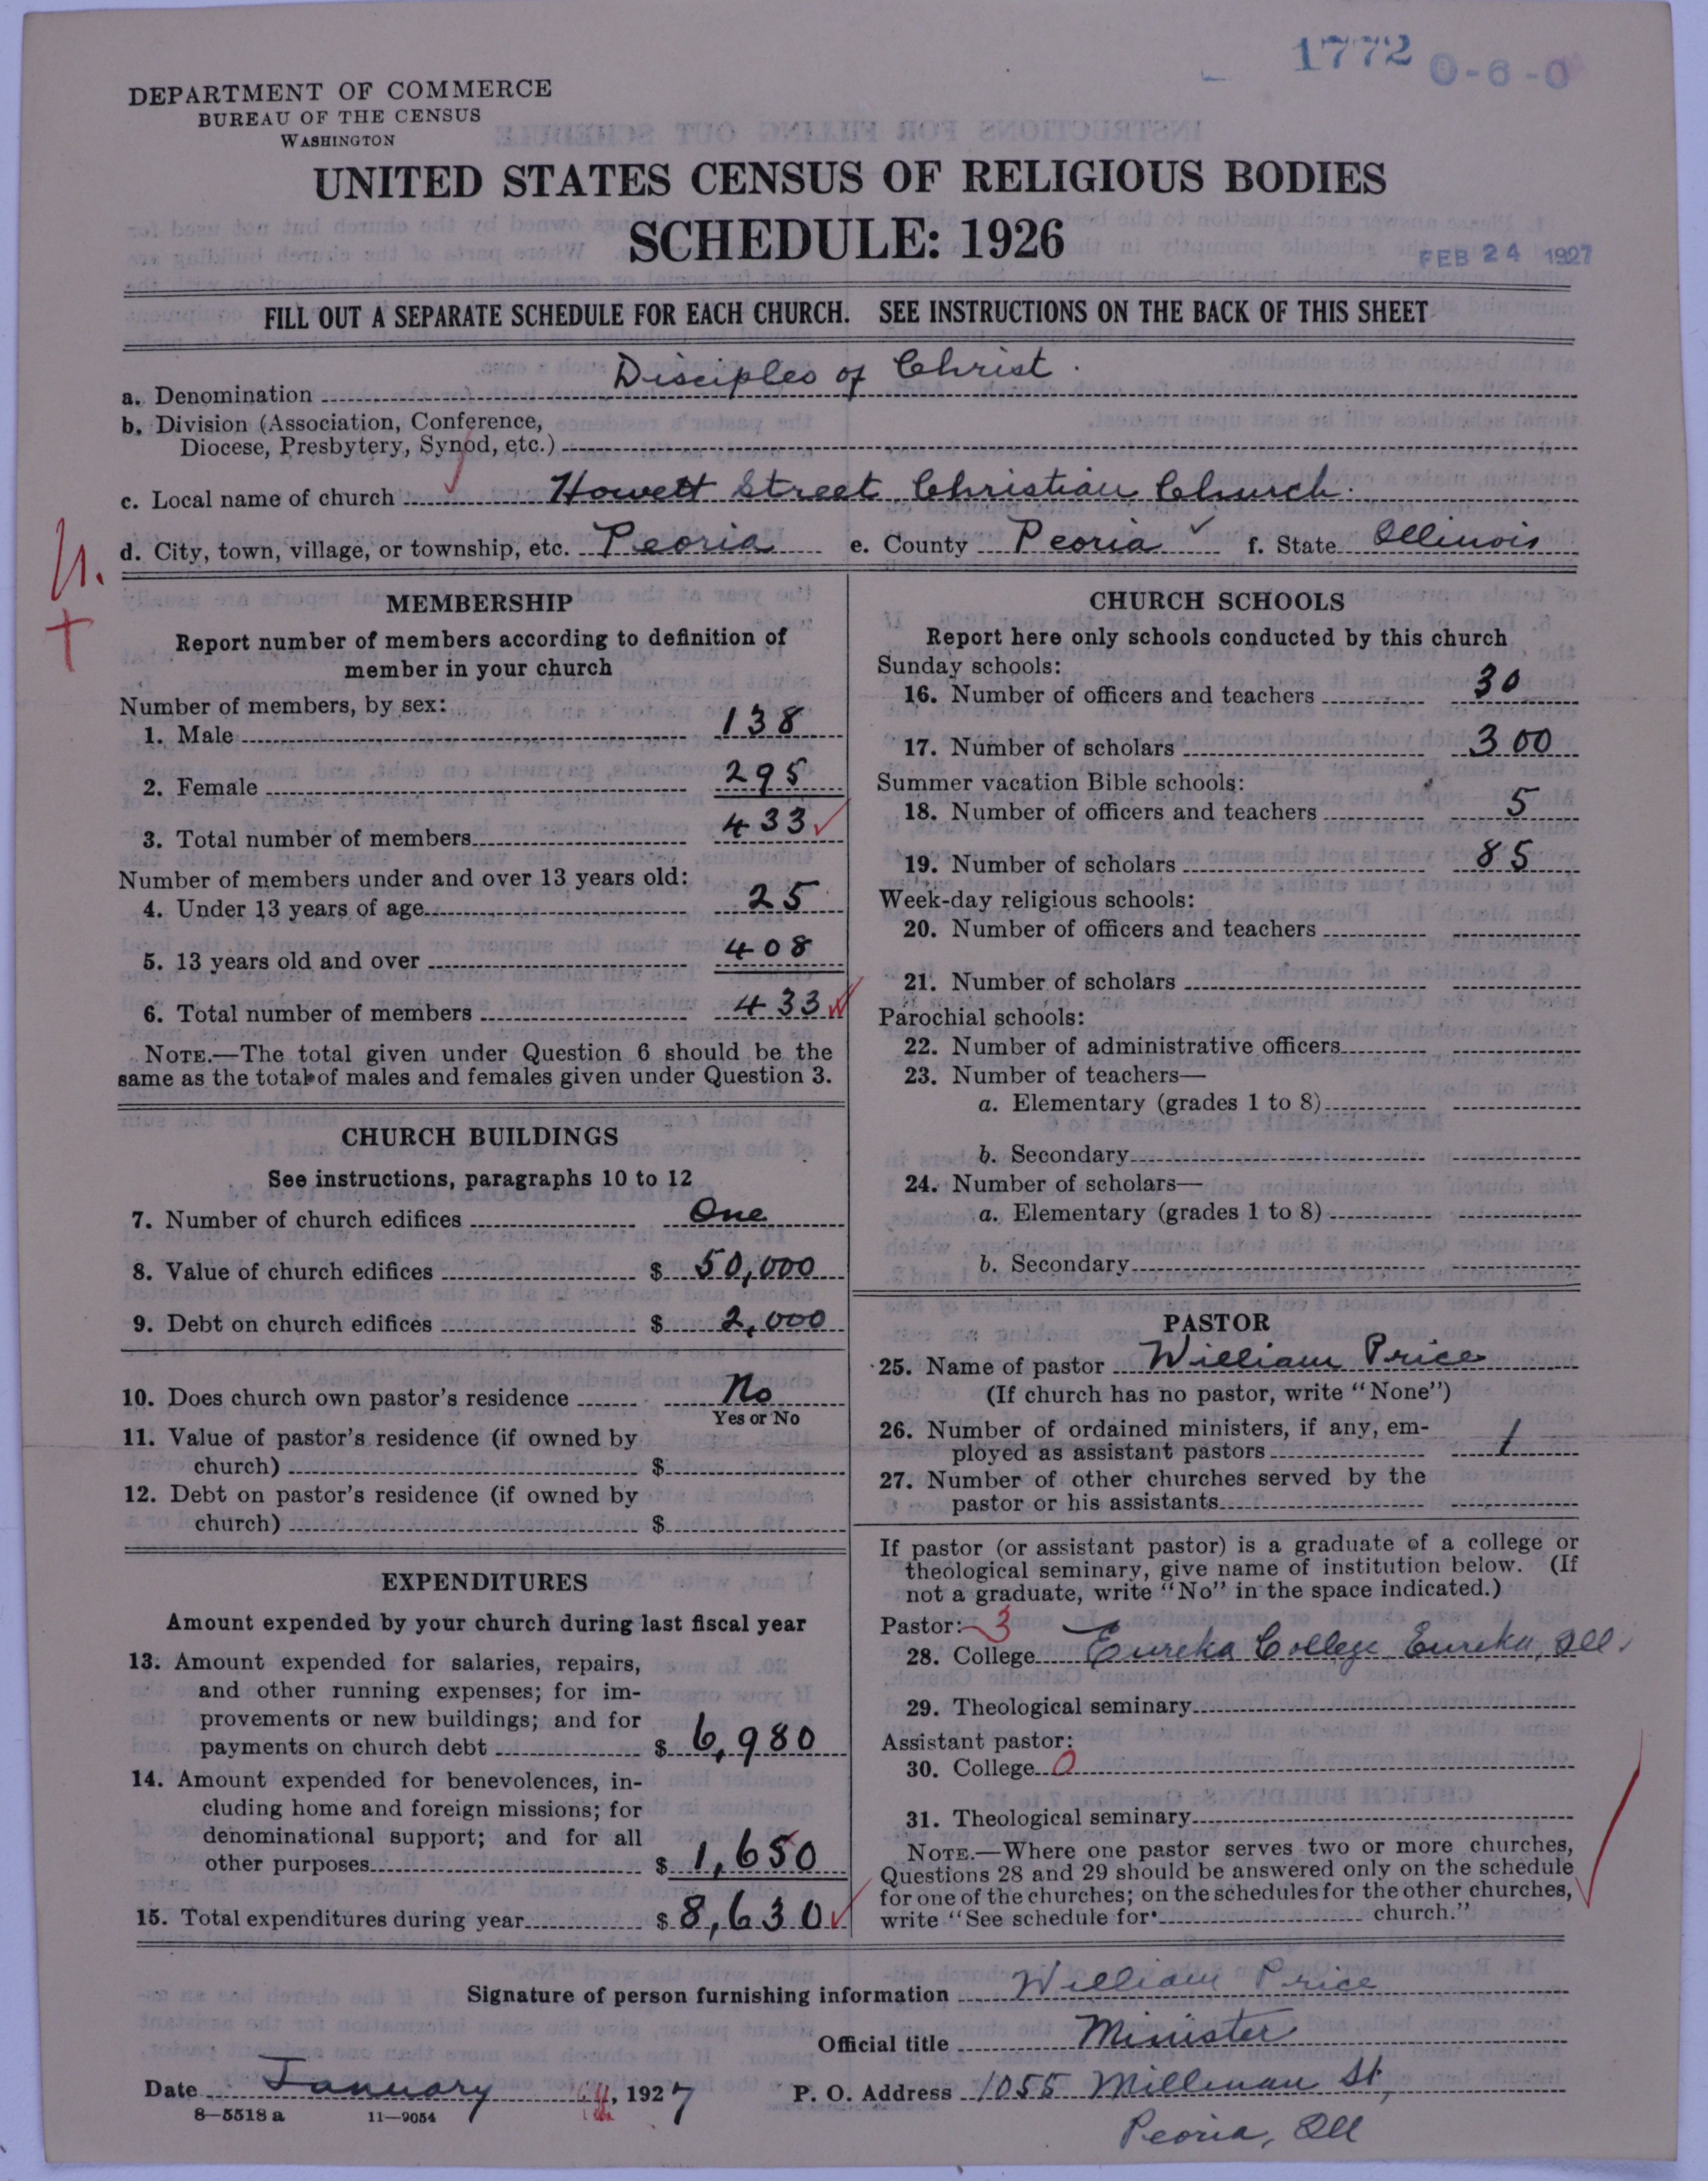 1772 0-6-0
DEPARTMENT OF COMMERCE
BUREAU OF THE CENSUS
WASHINGTON
UNITED STATES CENSUS OF RELIGIOUS BODIES
SCHEDULE: 1926
FEB 24 1927
FILL OUT A SEPARATE SCHEDULE FOR EACH CHURCH. SEE INSTRUCTIONS ON THE BACK OF THIS SHEET
a. Denomination Disciples of Christ.
b. Division (Association, Conference,
Diocese, Presbytery, Synod, etc.)
c. Local name of church Howett Street Christian Church.
d. City, town, village, or township, etc. Peoria e. County Peoria f. State Illinois
MEMBERSHIP
Report number of members according to definition of
member in your church
Number of members, by sex:
1. Male 138
2. Female 295
3. Total number of members 433
Number of members under and over 13 years old:
4. Under 13 years of age 25
5. 13 years old and over 408
6. Total number of members 433
NOTE.—The total given under Question 6 should be the
same as the total of males and females given under Question 3.
CHURCH BUILDINGS
See instructions, paragraphs 10 to 12
7. Number of church edifices One
8. Value of church edifices $ 50,000
9. Debt on church edifices $ 2,000
10. Does church own pastor's residence No
Yes or No
11. Value of pastor's residence (if owned by
church) $
12. Debt on pastor's residence (if owned by
church) $
EXPENDITURES
Amount expended by your church during last fiscal year
13. Amount expended for salaries, repairs,
and other running expenses; for im-
provements or new buildings; and for
payments on church debt $ 6,980
14. Amount expended for benevolences, in-
cluding home and foreign missions; for
denominational support; and for all
other purposes $ 1,650
15. Total expenditures during year $ 8,630
CHURCH SCHOOLS
Report here only schools conducted by this church
Sunday schools:
16. Number of officers and teachers 30
17. Number of scholars 300
Summer vacation Bible schools:
18. Number of officers and teachers 5
19. Number of scholars 85
Week-day religious schools:
20. Number of officers and teachers
21. Number of scholars
Parochial schools:
22. Number of administrative officers
23. Number of teachers—
a. Elementary (grades 1 to 8)
b. Secondary
24. Number of scholars—
a. Elementary (grades 1 to 8)
b. Secondary
PASTOR
25. Name of pastor William Price
(If church has no pastor, write "None")
26. Number of ordained ministers, if any, em-
ployed as assistant pastors 1
27. Number of other churches served by the
pastor or his assistants
If pastor (or assistant pastor) is a graduate of a college or
theological seminary, give name of institution below. (If
not a graduate, write "No" in the space indicated.)
Pastor: 3
28. College Eureka College Eureka, Ill.
29. Theological seminary
Assistant pastor:
30. College 0
31. Theological seminary
NOTE.—Where one pastor serves two or more churches,
Questions 28 and 29 should be answered only on the schedule
for one of the churches; on the schedules for the other churches,
write "See schedule for church."
Signature of person furnishing information William Price
Official title Minister
Date January , 1927 P. O. Address 1055 Millman St,
8—5518 a 11—9054
Peoria, Ill